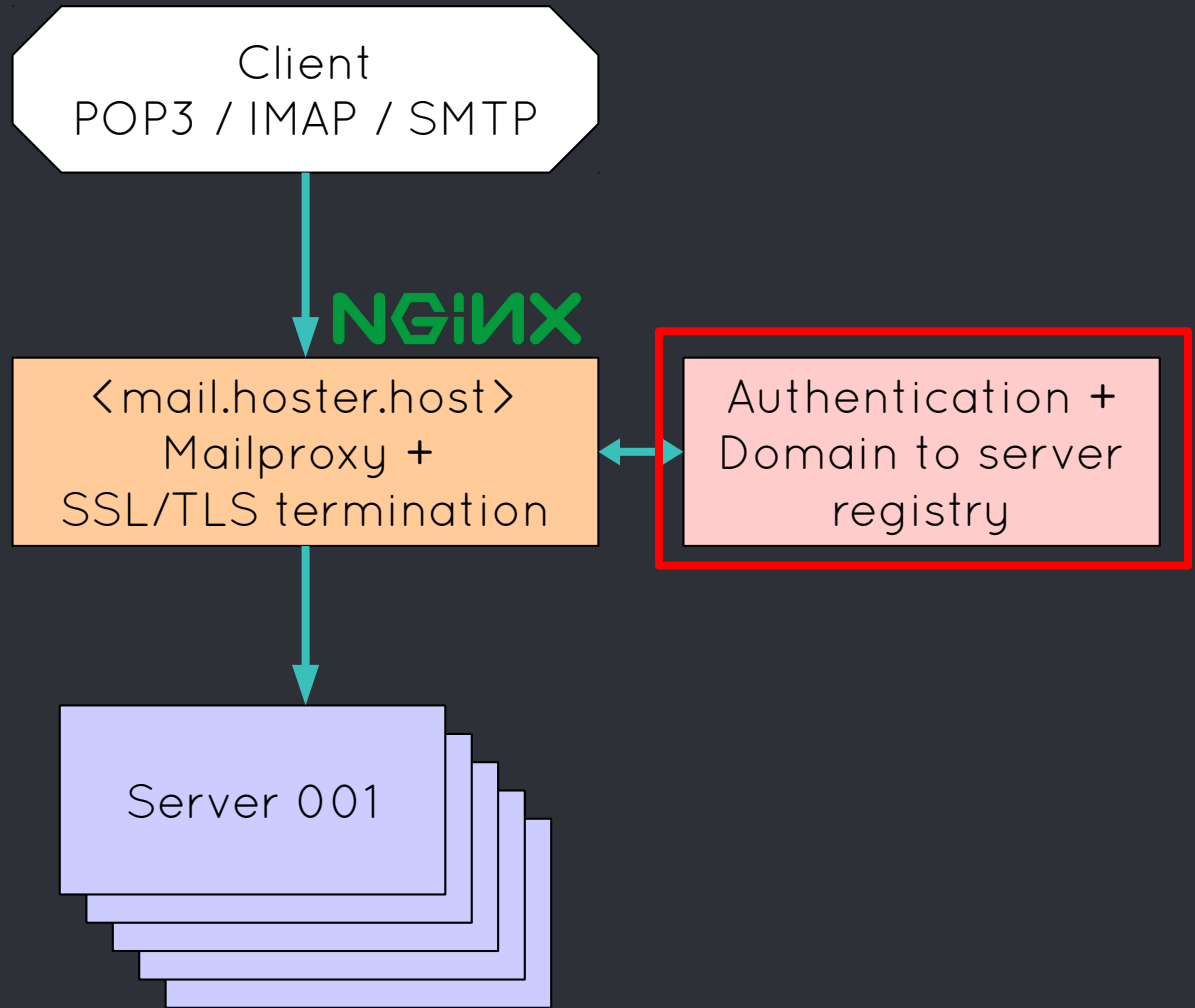 Client
POP3 / IMAP / SMTP
NGiNX
<mail.hoster.host>
Mailproxy +
SSL/TLS termination
Authentication +
Domain to server
registry
Server 001